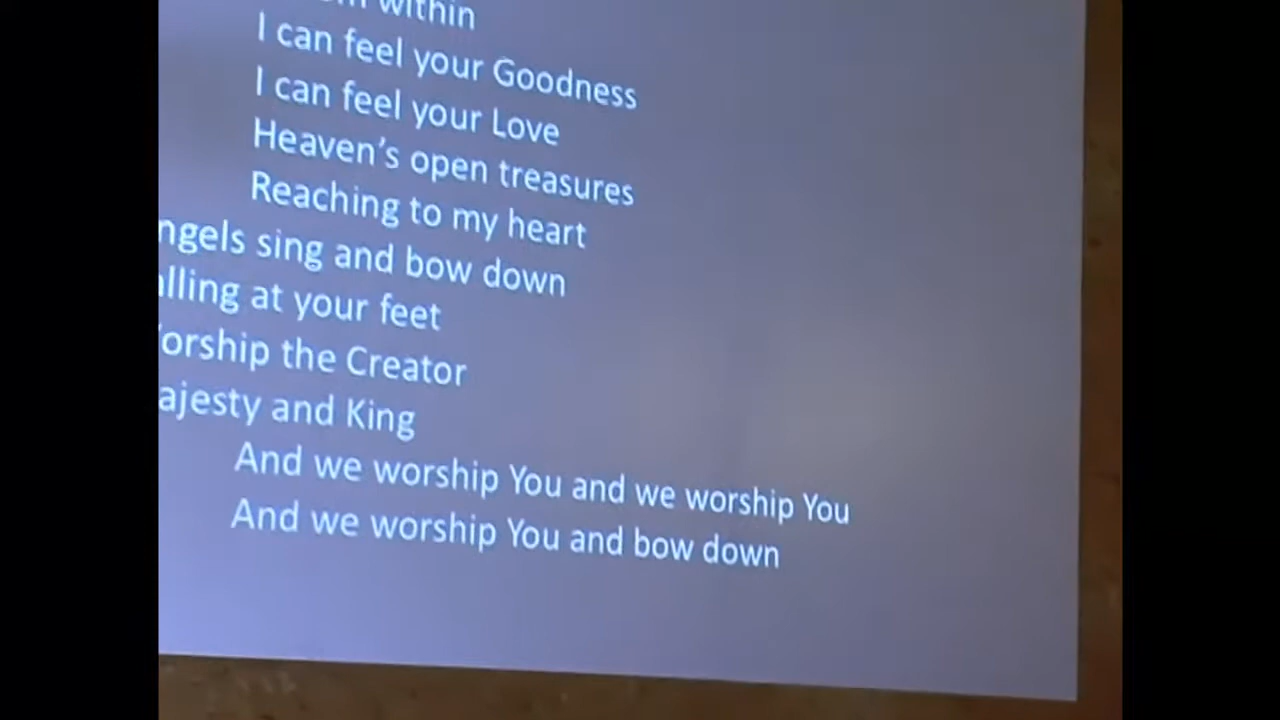 within
I can feel your Goodness
I can feel your Love
Heaven's open treasures
Reaching to my heart
ngels sing and bow down
lling at your feet
orship the Creator
ajesty and King
And we worship You and we worship You
And we worship You and bow down